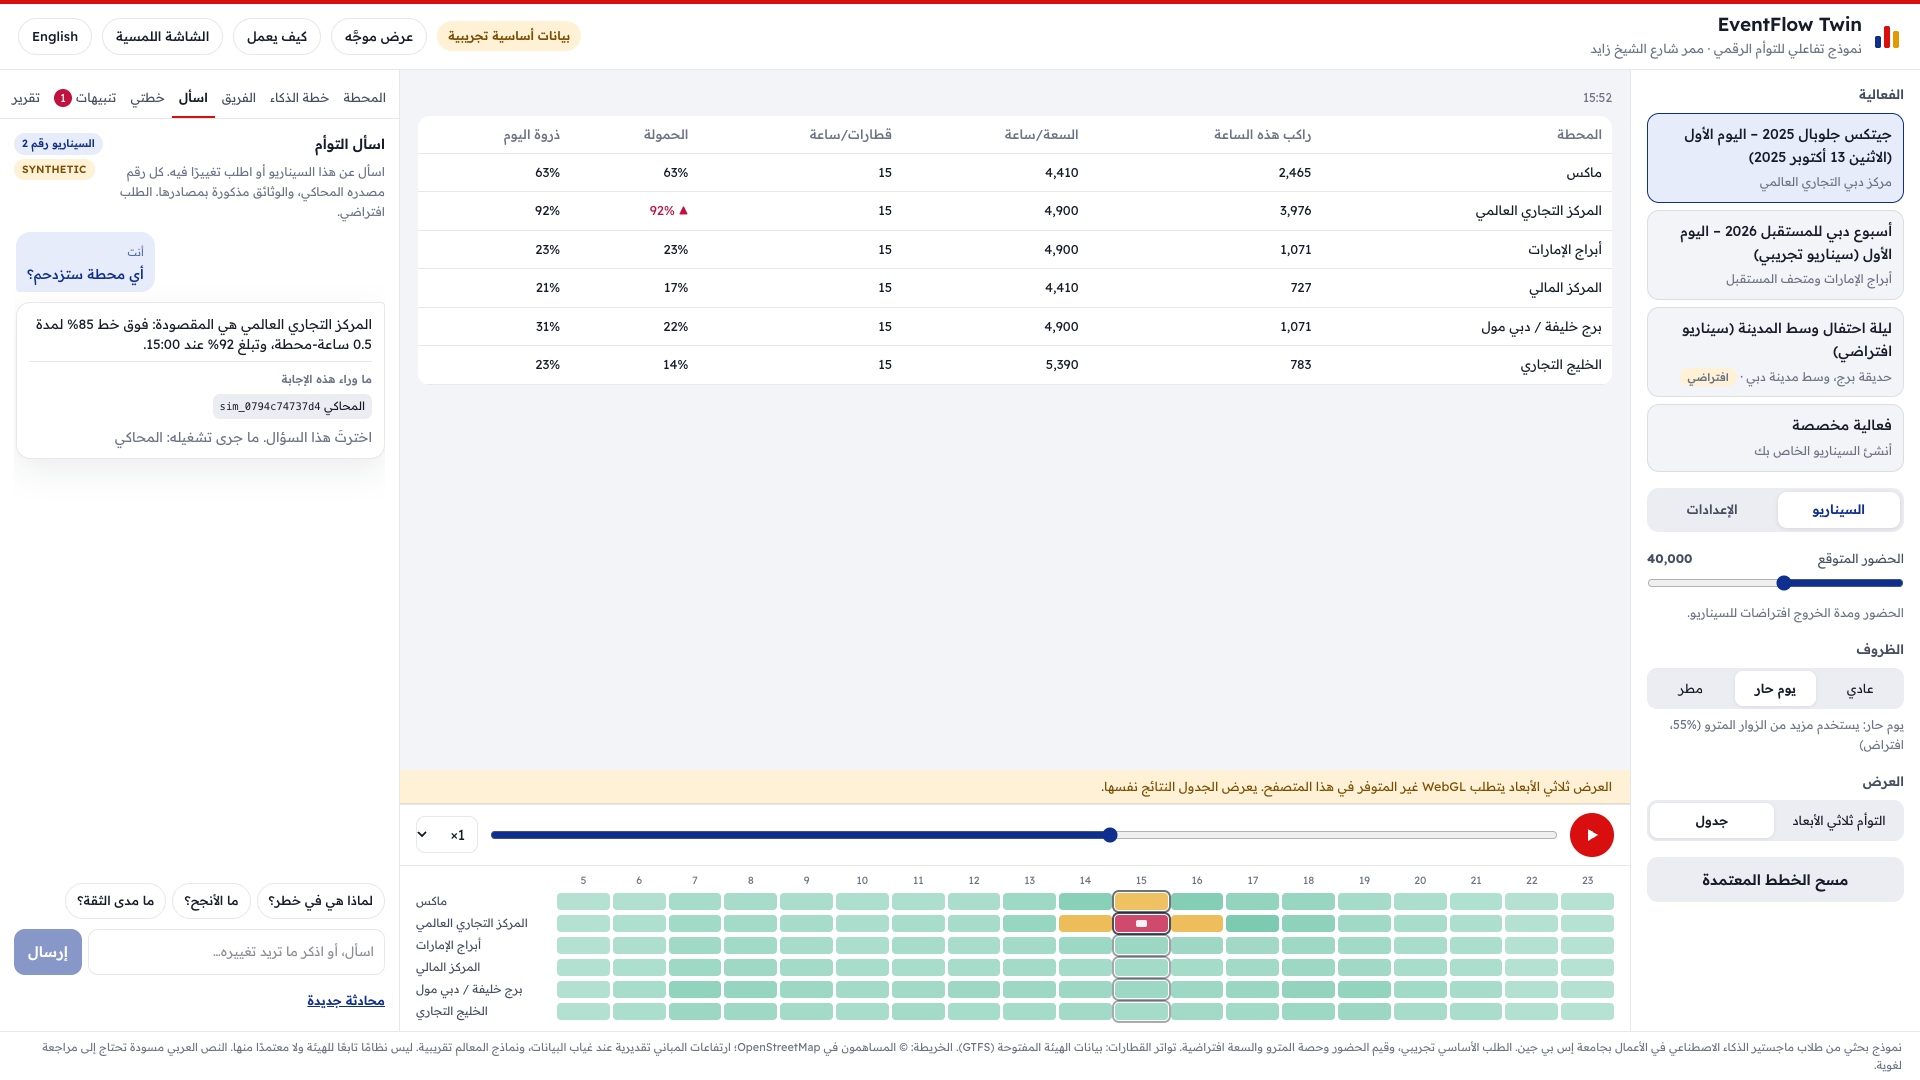 EventFlow Twin
نموذج تفاعلي للتوأم الرقمي · ممر شارع الشيخ زايد
بيانات أساسية تجريبية
عرض موجَّه
كيف يعمل
الشاشة اللمسية
English
الفعالية
جيتكس جلوبال 2025 – اليوم الأول
(الاثنين 13 أكتوبر 2025)
مركز دبي التجاري العالمي
أسبوع دبي للمستقبل 2026 – اليوم
الأول (سيناريو تجريبي)
أبراج الإمارات ومتحف المستقبل
ليلة احتفال وسط المدينة (سيناريو
افتراضي)
حديقة برج، وسط مدينة دبي · افتراضي
فعالية مخصصة
أنشئ السيناريو الخاص بك
السيناريو
الإعدادات
الحضور المتوقع 40,000
الحضور ومدة الخروج افتراضات للسيناريو.
الظروف
عادي
يوم حار
مطر
يوم حار: يستخدم مزيد من الزوار المترو (55%،
افتراض)
العرض
التوأم ثلاثي الأبعاد
جدول
مسح الخطط المعتمدة
15:52
المحطة راكب هذه الساعة السعة/ساعة قطارات/ساعة الحمولة ذروة اليوم
ماكس 2,465 4,410 15 63% 63%
المركز التجاري العالمي 3,976 4,900 15 ▲ 92% 92%
أبراج الإمارات 1,071 4,900 15 23% 23%
المركز المالي 727 4,410 15 17% 21%
برج خليفة / دبي مول 1,071 4,900 15 22% 31%
الخليج التجاري 783 5,390 15 14% 23%
العرض ثلاثي الأبعاد يتطلب WebGL غير المتوفر في هذا المتصفح. يعرض الجدول النتائج نفسها.
×1
5 6 7 8 9 10 11 12 13 14 15 16 17 18 19 20 21 22 23
ماكس
المركز التجاري العالمي
أبراج الإمارات
المركز المالي
برج خليفة / دبي مول
الخليج التجاري
المحطة
خطة الذكاء
الفريق
اسأل
خطتي
تنبيهات 1
تقرير
اسأل التوأم
السيناريو رقم 2
SYNTHETIC
اسأل عن هذا السيناريو أو اطلب تغييرًا فيه. كل رقم
مصدره المحاكي، والوثائق مذكورة بمصادرها. الطلب
افتراضي.
أنت
أي محطة ستزدحم؟
المركز التجاري العالمي هي المقصودة: فوق خط 85% لمدة
0.5 ساعة-محطة، وتبلغ 92% عند 15:00.
ما وراء هذه الإجابة
المحاكي sim_0794c74737d4
اخترتَ هذا السؤال. ما جرى تشغيله: المحاكي
لماذا هي في خطر؟
ما الأنجح؟
ما مدى الثقة؟
اسأل، أو اذكر ما تريد تغييره...
إرسال
محادثة جديدة
نموذج بحثي من طلاب ماجستير الذكاء الاصطناعي في الأعمال بجامعة إس بي جين. الطلب الأساسي تجريبي، وقيم الحضور وحصة المترو والسعة افتراضية. تواتر القطارات: بيانات الهيئة المفتوحة (GTFS). الخريطة: © المساهمون في OpenStreetMap؛ ارتفاعات المباني تقديرية عند غياب البيانات، ونماذج المعالم تقريبية. ليس نظامًا تابعًا للهيئة ولا معتمدًا منها. النص العربي مسودة تحتاج إلى مراجعة
لغوية.